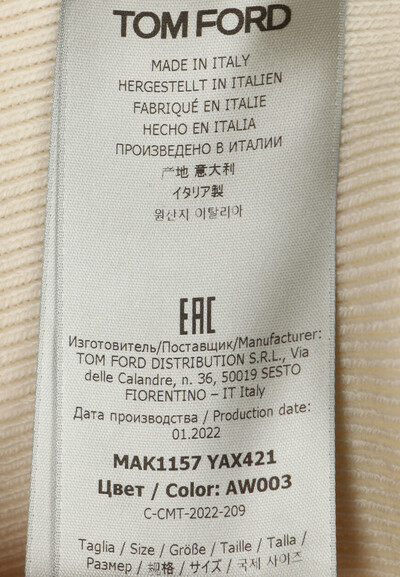 TOM FORD
MADE IN ITALY
HERGESTELLT IN ITALIEN
FABRIQUÉ EN ITALIE
HECHO EN ITALIA
ПРОИЗВЕДЕНО В ИТАЛИИ
产地 意大利
イタリア製
원산지 이탈리아
EAC
Изготовитель/Поставщик/Manufacturer:
TOM FORD DISTRIBUTION S.R.L., Via
delle Calandre, n. 36, 50019 SESTO
FIORENTINO – IT Italy
Дата производства / Production date:
01.2022
MAK1157 YAX421
Цвет / Color: AW003
C-CMT-2022-209
Taglia / Size / Größe / Taille / Talla /
Размер / 规格 / サイズ / 국제 사이즈